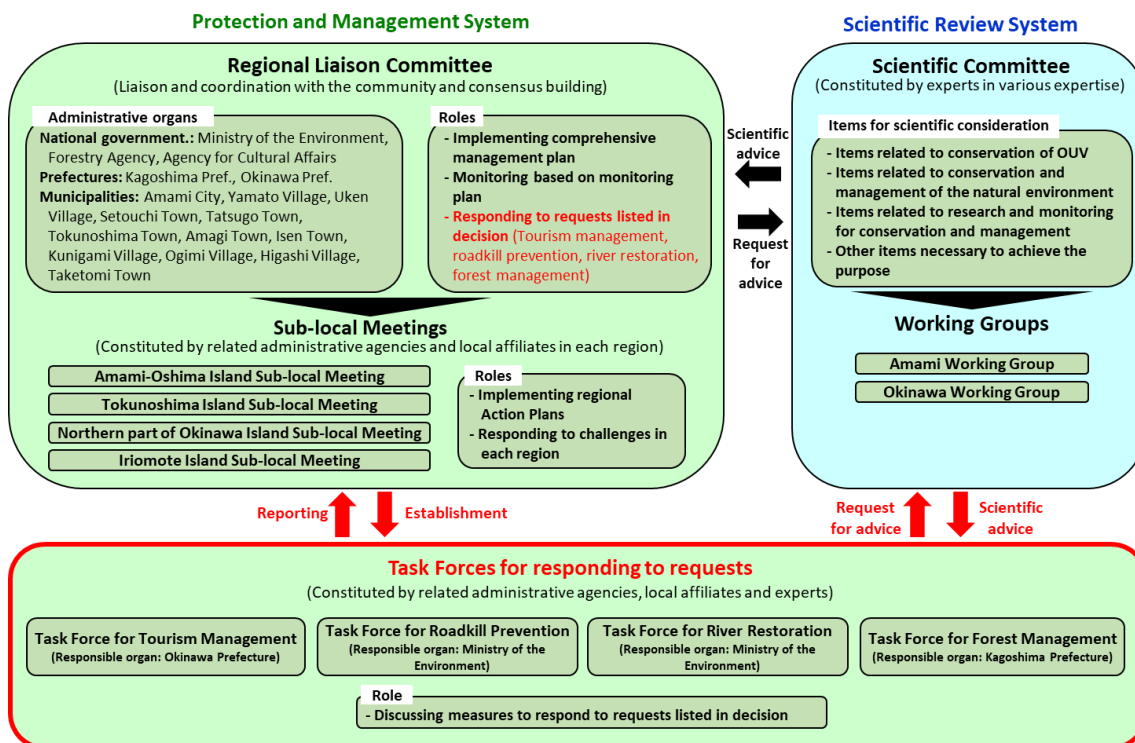 Protection and Management System
Scientific Review System
Regional Liaison Committee
(Liaison and coordination with the community and consensus building)
Administrative organs
National government.: Ministry of the Environment,
Forestry Agency, Agency for Cultural Affairs
Prefectures: Kagoshima Pref., Okinawa Pref.
Municipalities: Amami City, Yamato Village, Uken
Village, Setouchi Town, Tatsugo Town,
Tokunoshima Town, Amagi Town, Isen Town,
Kunigami Village, Ogimi Village, Higashi Village,
Taketomi Town
Roles
- Implementing comprehensive
management plan
- Monitoring based on monitoring
plan
- Responding to requests listed in
decision (Tourism management,
roadkill prevention, river restoration,
forest management)
Scientific
advice
Request
for
advice
Scientific Committee
(Constituted by experts in various expertise)
Items for scientific consideration
- Items related to conservation of OUV
- Items related to conservation and
management of the natural environment
- Items related to research and monitoring
for conservation and management
- Other items necessary to achieve the
purpose
Sub-local Meetings
(Constituted by related administrative agencies and local affiliates in each region)
Amami-Oshima Island Sub-local Meeting
Tokunoshima Island Sub-local Meeting
Northern part of Okinawa Island Sub-local Meeting
Iriomote Island Sub-local Meeting
Roles
- Implementing regional
Action Plans
- Responding to challenges in
each region
Working Groups
Amami Working Group
Okinawa Working Group
Reporting
Establishment
Request
for advice
Scientific
advice
Task Forces for responding to requests
(Constituted by related administrative agencies, local affiliates and experts)
Task Force for Tourism Management
(Responsible organ: Okinawa Prefecture)
Task Force for Roadkill Prevention
(Responsible organ: Ministry of the
Environment)
Task Force for River Restoration
(Responsible organ: Ministry of the
Environment)
Task Force for Forest Management
(Responsible organ: Kagoshima Prefecture)
Role
- Discussing measures to respond to requests listed in decision